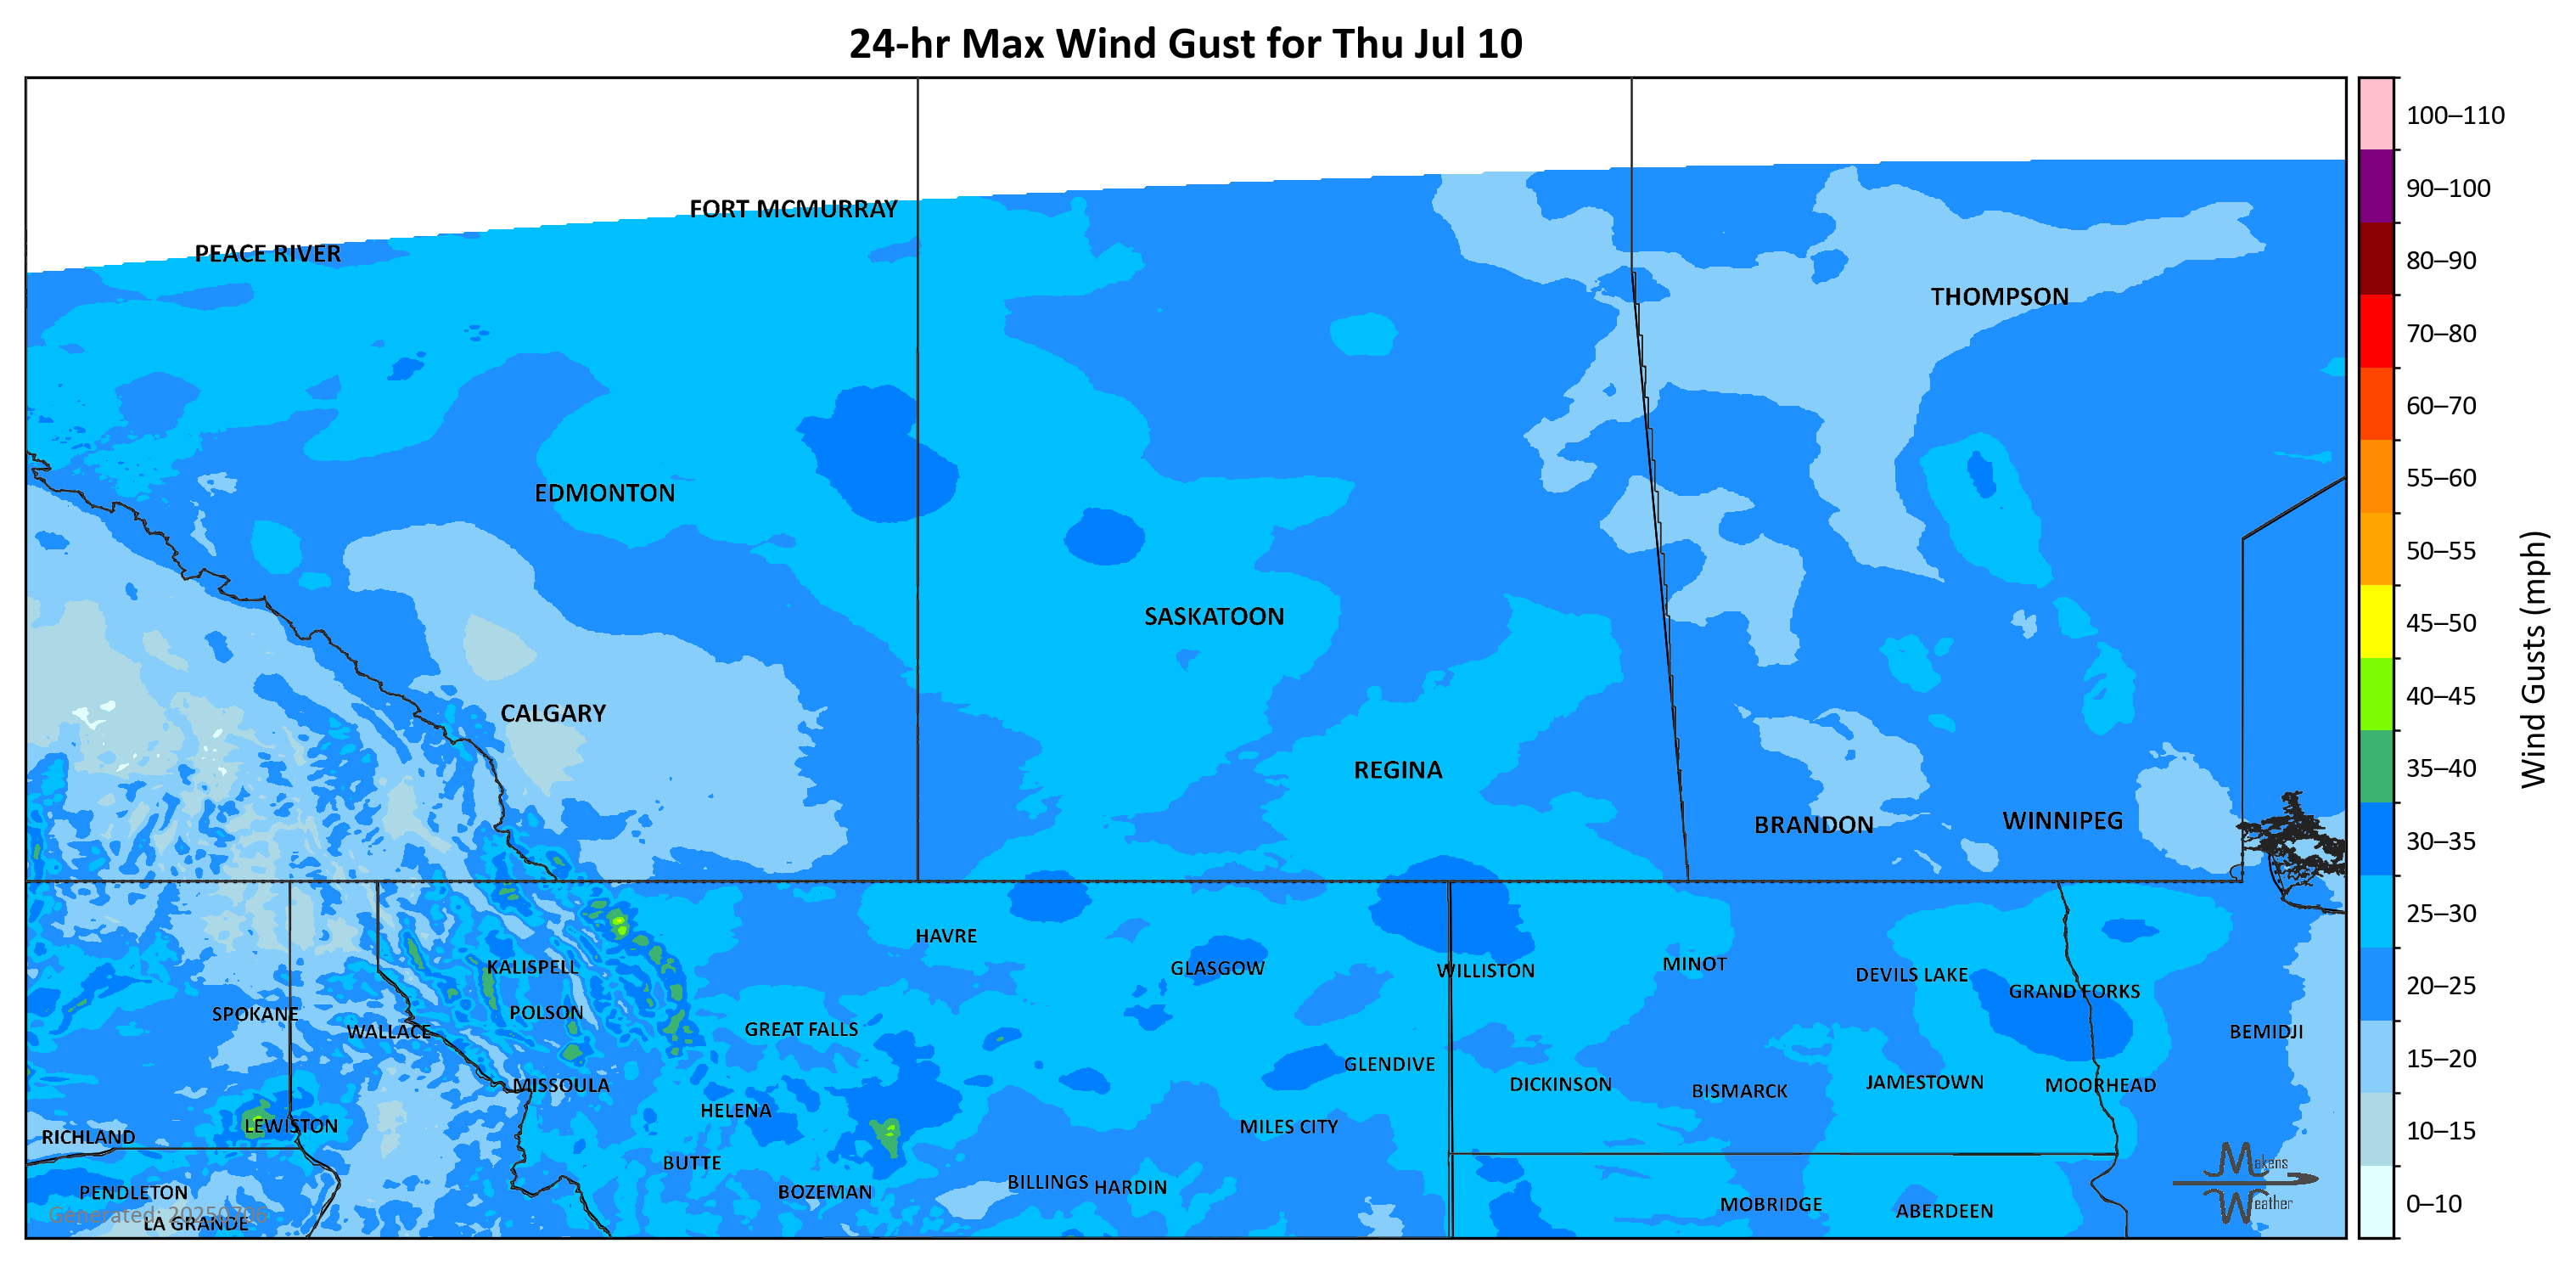 24-hr Max Wind Gust for Thu Jul 10
FORT MCMURRAY
PEACE RIVER
THOMPSON
EDMONTON
SASKATOON
CALGARY
REGINA
BRANDON
WINNIPEG
HAVRE
KALISPELL
GLASGOW
WILLISTON
MINOT
DEVILS LAKE
GRAND FORKS
SPOKANE
POLSON
WALLACE
GREAT FALLS
BEMIDJI
GLENDIVE
MISSOULA
DICKINSON
BISMARCK
JAMESTOWN
MOORHEAD
HELENA
LEWISTON
MILES CITY
RICHLAND
BUTTE
PENDLETON
BOZEMAN
BILLINGS
HARDIN
MOBRIDGE
ABERDEEN
LA GRANDE
Generated: 20250706
Makens
Weather
100–110
90–100
80–90
70–80
60–70
55–60
50–55
45–50
40–45
35–40
30–35
25–30
20–25
15–20
10–15
0–10
Wind Gusts (mph)